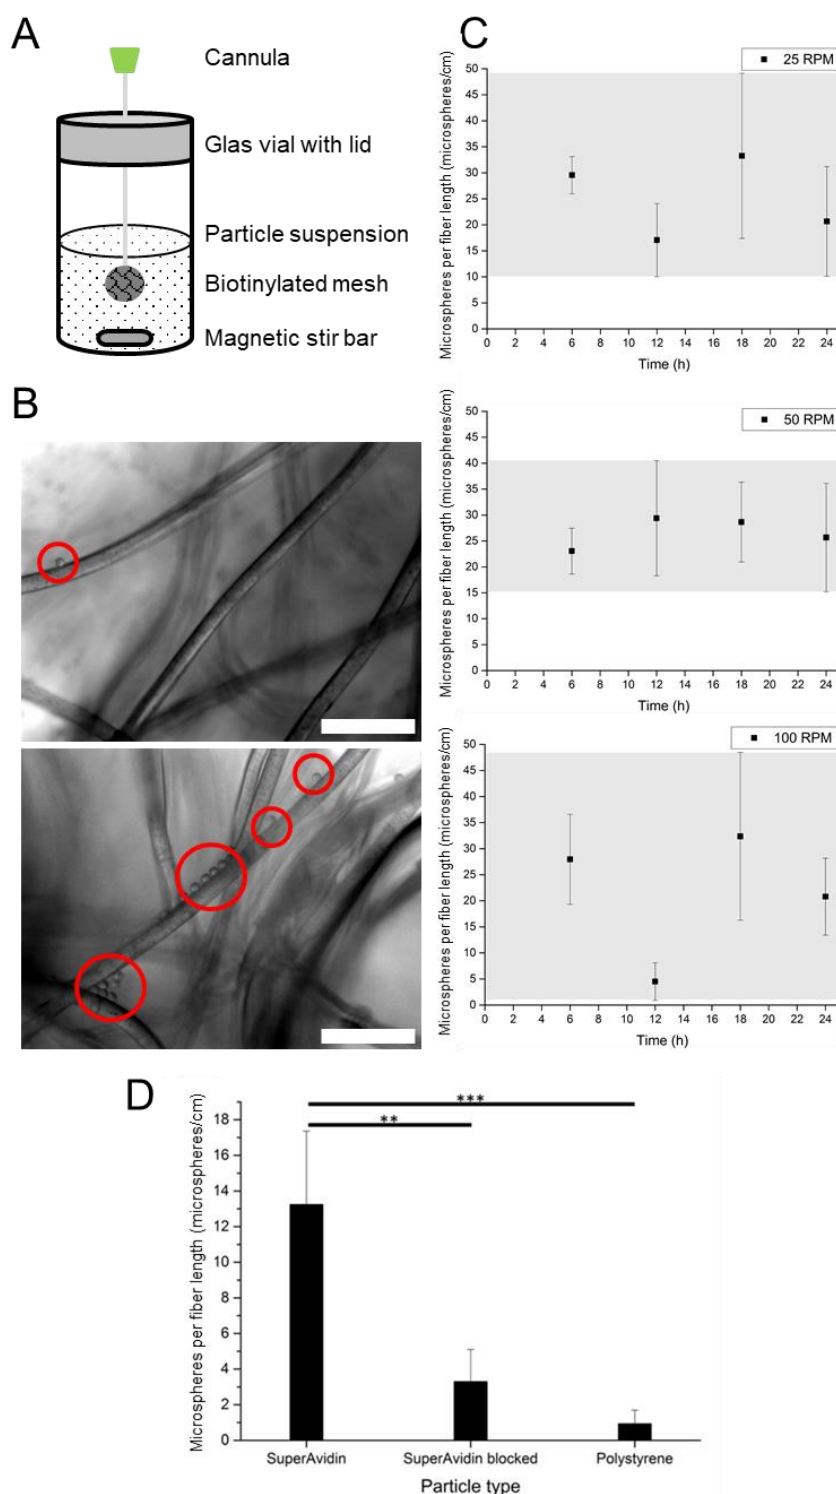 A
Cannula
Glas vial with lid
Particle suspension
Biotinylated mesh
Magnetic stir bar
B
C
25 RPM
Microspheres per fiber length (microspheres/cm)
50
45
40
35
30
25
20
15
10
5
0
0 2 4 6 8 10 12 14 16 18 20 22 24
Time (h)
50 RPM
Microspheres per fiber length (microspheres/cm)
50
45
40
35
30
25
20
15
10
5
0
0 2 4 6 8 10 12 14 16 18 20 22 24
Time (h)
100 RPM
Microspheres per fiber length (microspheres/cm)
50
45
40
35
30
25
20
15
10
5
0
0 2 4 6 8 10 12 14 16 18 20 22 24
Time (h)
D
Microspheres per fiber length (microspheres/cm)
18
16
14
12
10
8
6
4
2
0
***
**
SuperAvidin SuperAvidin blocked Polystyrene
Particle type